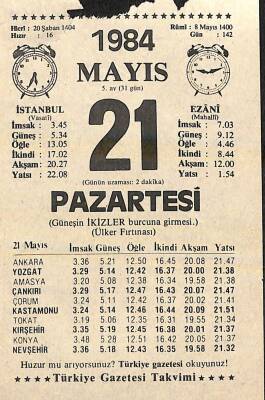 Hicrî : 20 Şaban 1404
Hızır : 16
Rûmî : 8 Mayıs 1400
Gün : 142
1984
MAYIS
5. ay (31 gün)
İSTANBUL
(Vasatî)
İmsak : 3.45
Güneş : 5.34
Öğle : 13.05
İkindi : 17.02
Akşam : 20.27
Yatsı : 22.08
21
EZÂNÎ
(Mahallî)
İmsak : 7.03
Güneş : 9.12
Öğle : 4.46
İkindi : 8.44
Akşam : 12.00
Yatsı : 1.54
(Günün uzaması: 2 dakika)
PAZARTESİ
(Güneşin İKİZLER burcuna girmesi.)
(Ülker Fırtınası)
21 Mayıs İmsak Güneş Öğle İkindi Akşam Yatsı
ANKARA 3.36 5.21 12.50 16.45 20.08 21.47
YOZGAT 3.29 5.14 12.42 16.37 20.00 21.38
AMASYA 3.20 5.08 12.38 16.34 19.58 21.38
ÇANKIRI 3.29 5.17 12.47 16.43 20.07 21.47
ÇORUM 3.24 5.11 12.42 16.37 20.02 21.41
KASTAMONU 3.24 5.14 12.46 16.44 20.09 21.51
TOKAT 3.19 5.06 12.35 16.31 19.55 21.34
KIRŞEHİR 3.35 5.19 12.45 16.38 20.01 21.37
KONYA 3.48 5.28 12.51 16.42 20.05 21.37
NEVŞEHİR 3.36 5.18 12.43 16.35 19.58 21.32
Huzur mu arıyorsunuz? Türkiye gazetesi okuyunuz!
★★★★ Türkiye Gazetesi Takvimi ★★★★